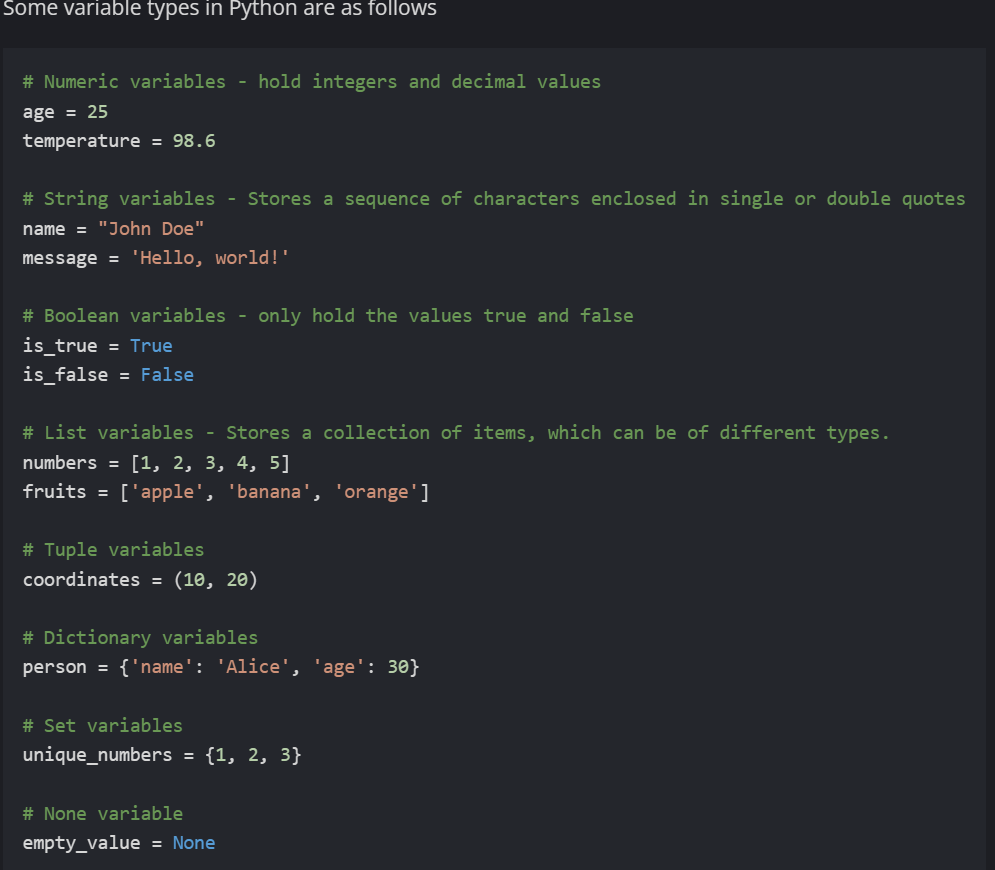 Some variable types in Python are as follows
# Numeric variables - hold integers and decimal values
age = 25
temperature = 98.6
# String variables - Stores a sequence of characters enclosed in single or double quotes
name = "John Doe"
message = 'Hello, world!'
# Boolean variables - only hold the values true and false
is_true = True
is_false = False
# List variables - Stores a collection of items, which can be of different types.
numbers = [1, 2, 3, 4, 5]
fruits = ['apple', 'banana', 'orange']
# Tuple variables
coordinates = (10, 20)
# Dictionary variables
person = {'name': 'Alice', 'age': 30}
# Set variables
unique_numbers = {1, 2, 3}
# None variable
empty_value = None